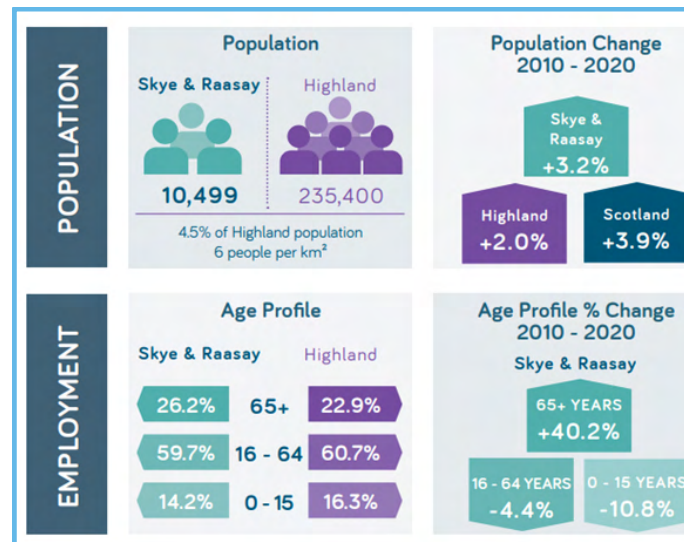 POPULATION
Population
Skye & Raasay
Highland
10,499
235,400
4.5% of Highland population
6 people per km²
Population Change
2010 - 2020
Skye &
Raasay
+3.2%
Highland
+2.0%
Scotland
+3.9%
EMPLOYMENT
Age Profile
Skye & Raasay
Highland
26.2% 65+ 22.9%
59.7% 16 - 64 60.7%
14.2% 0 - 15 16.3%
Age Profile % Change
2010 - 2020
Skye & Raasay
65+ YEARS
+40.2%
16 - 64 YEARS
-4.4%
0 - 15 YEARS
-10.8%